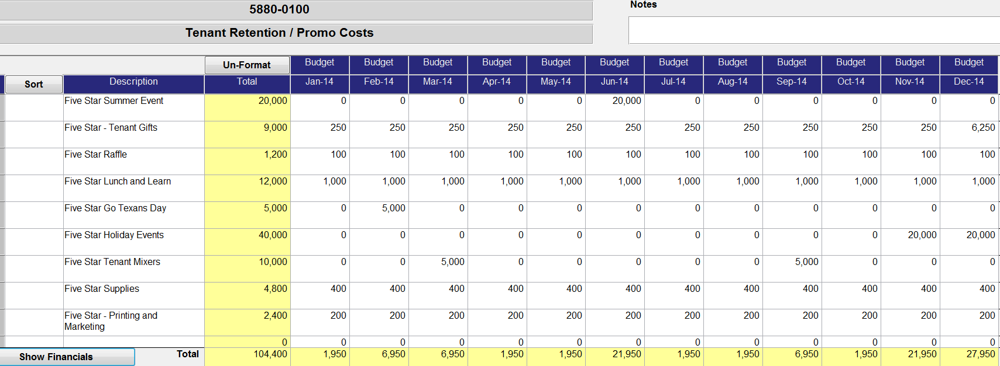 5880-0100
Notes
Tenant Retention / Promo Costs
Un-Format Budget Budget Budget Budget Budget Budget Budget Budget Budget Budget Budget Budget
Sort Description Total Jan-14 Feb-14 Mar-14 Apr-14 May-14 Jun-14 Jul-14 Aug-14 Sep-14 Oct-14 Nov-14 Dec-14
Five Star Summer Event 20,000 0 0 0 0 0 20,000 0 0 0 0 0 0
Five Star - Tenant Gifts 9,000 250 250 250 250 250 250 250 250 250 250 250 6,250
Five Star Raffle 1,200 100 100 100 100 100 100 100 100 100 100 100 100
Five Star Lunch and Learn 12,000 1,000 1,000 1,000 1,000 1,000 1,000 1,000 1,000 1,000 1,000 1,000 1,000
Five Star Go Texans Day 5,000 0 5,000 0 0 0 0 0 0 0 0 0 0
Five Star Holiday Events 40,000 0 0 0 0 0 0 0 0 0 0 20,000 20,000
Five Star Tenant Mixers 10,000 0 0 5,000 0 0 0 0 0 5,000 0 0 0
Five Star Supplies 4,800 400 400 400 400 400 400 400 400 400 400 400 400
Five Star - Printing and 2,400 200 200 200 200 200 200 200 200 200 200 200 200
Marketing
0 0 0 0 0 0 0 0 0 0 0 0 0
Show Financials Total 104,400 1,950 6,950 6,950 1,950 1,950 21,950 1,950 1,950 6,950 1,950 21,950 27,950